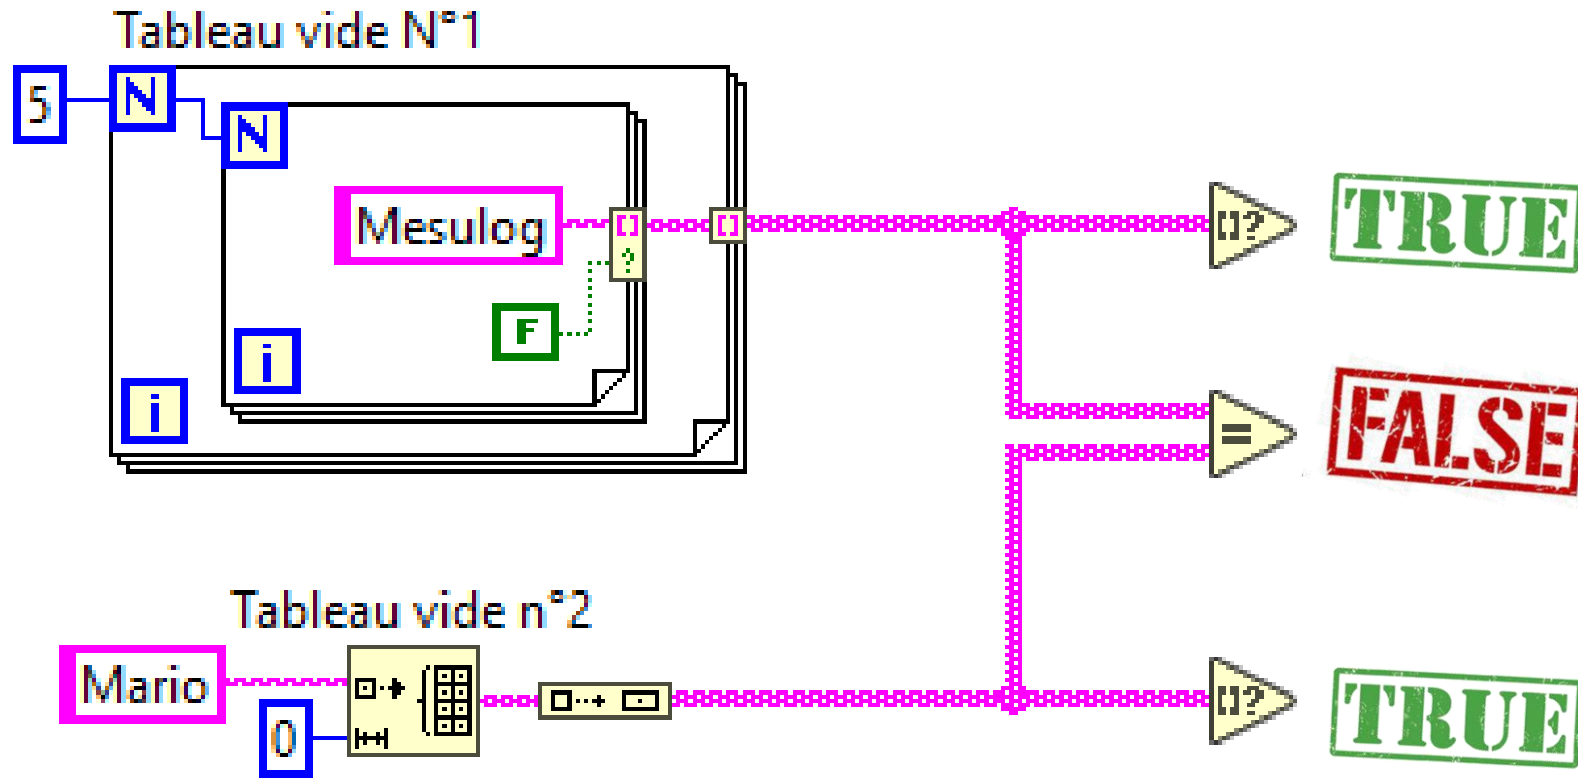 Tableau vide N°1
5
N
N
Mesulog
[]
[]
?
[]?
TRUE
F
i
i
=
FALSE
Tableau vide n°2
Mario
0
[]?
TRUE